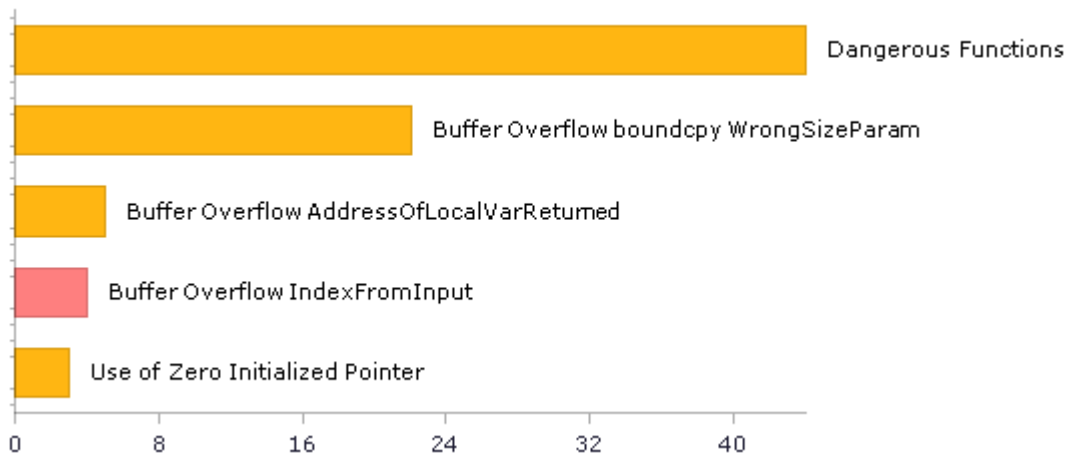 Dangerous Functions
Buffer Overflow boundcpy WrongSizeParam
Buffer Overflow AddressOfLocalVarReturned
Buffer Overflow IndexFromInput
Use of Zero Initialized Pointer
0 8 16 24 32 40